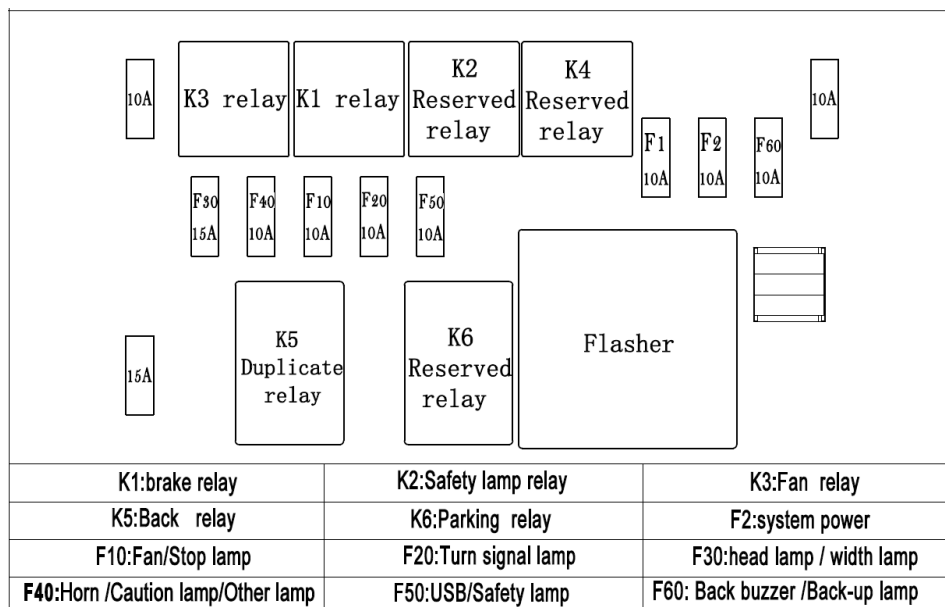 10A
K3 relay
K1 relay
K2
Reserved
relay
K4
Reserved
relay
10A
F1
10A
F2
10A
F60
10A
F30
15A
F40
10A
F10
10A
F20
10A
F50
10A
15A
K5
Duplicate
relay
K6
Reserved
relay
Flasher
K1:brake relay
K2:Safety lamp relay
K3:Fan relay
K5:Back relay
K6:Parking relay
F2:system power
F10:Fan/Stop lamp
F20:Turn signal lamp
F30:head lamp / width lamp
F40:Horn /Caution lamp/Other lamp
F50:USB/Safety lamp
F60: Back buzzer /Back-up lamp